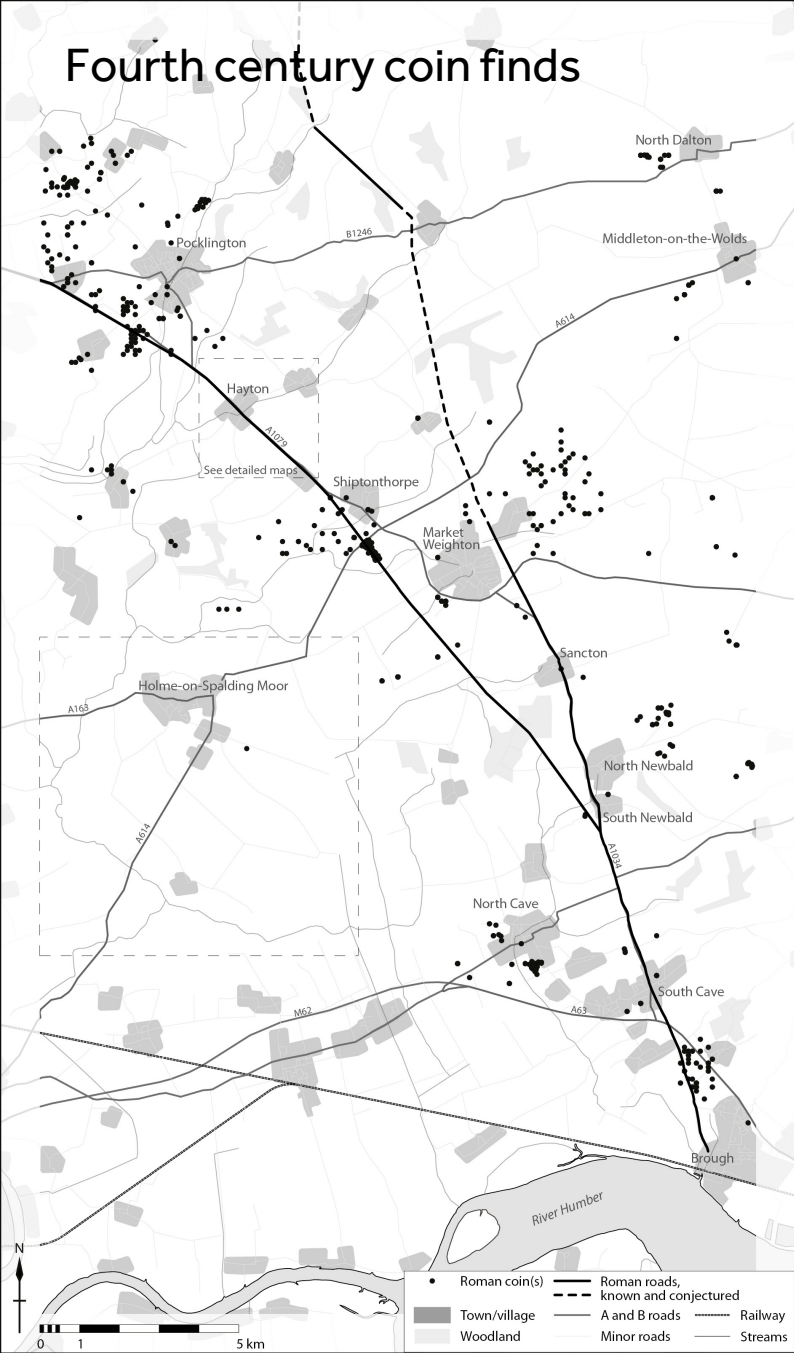 Fourth century coin finds
North Dalton
B1246
Pocklington
Middleton-on-the-Wolds
A614
Hayton
A1079
See detailed maps
Shiptonthorpe
Market
Weighton
Sancton
Holme-on-Spalding Moor
A163
North Newbald
South Newbald
A614
A1034
North Cave
South Cave
M62
A63
Brough
River Humber
N
0 1 5 km
Roman coin(s)
Roman roads,
known and conjectured
Town/village
A and B roads
Railway
Woodland
Minor roads
Streams